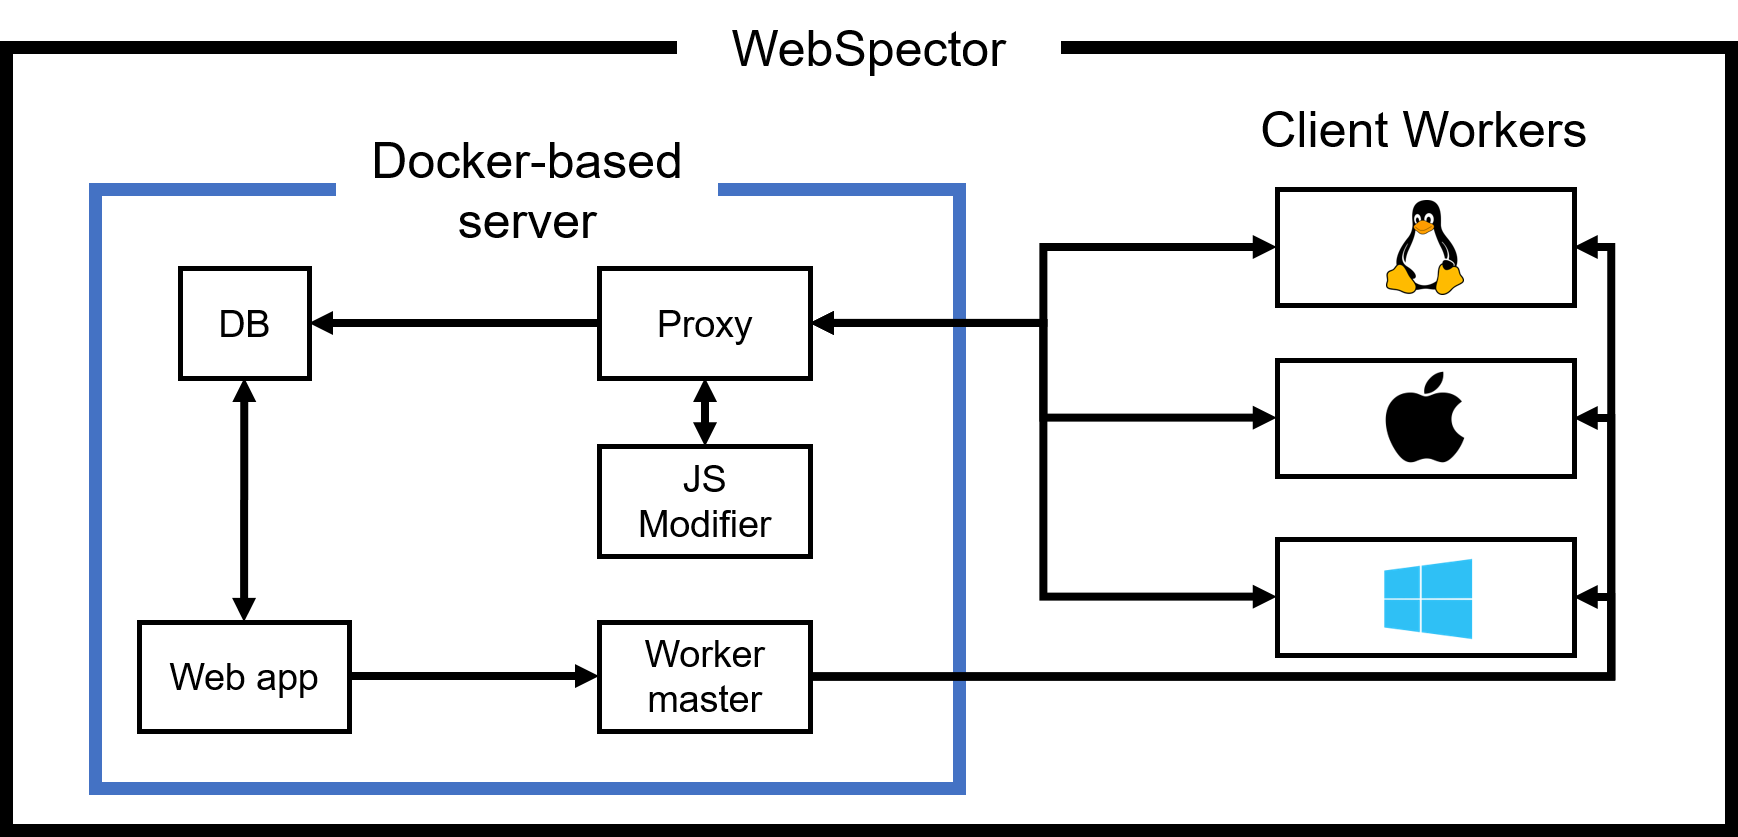 WebSpector
Client Workers
Docker-based
server
DB
Proxy
JS
Modifier
Web app
Worker
master